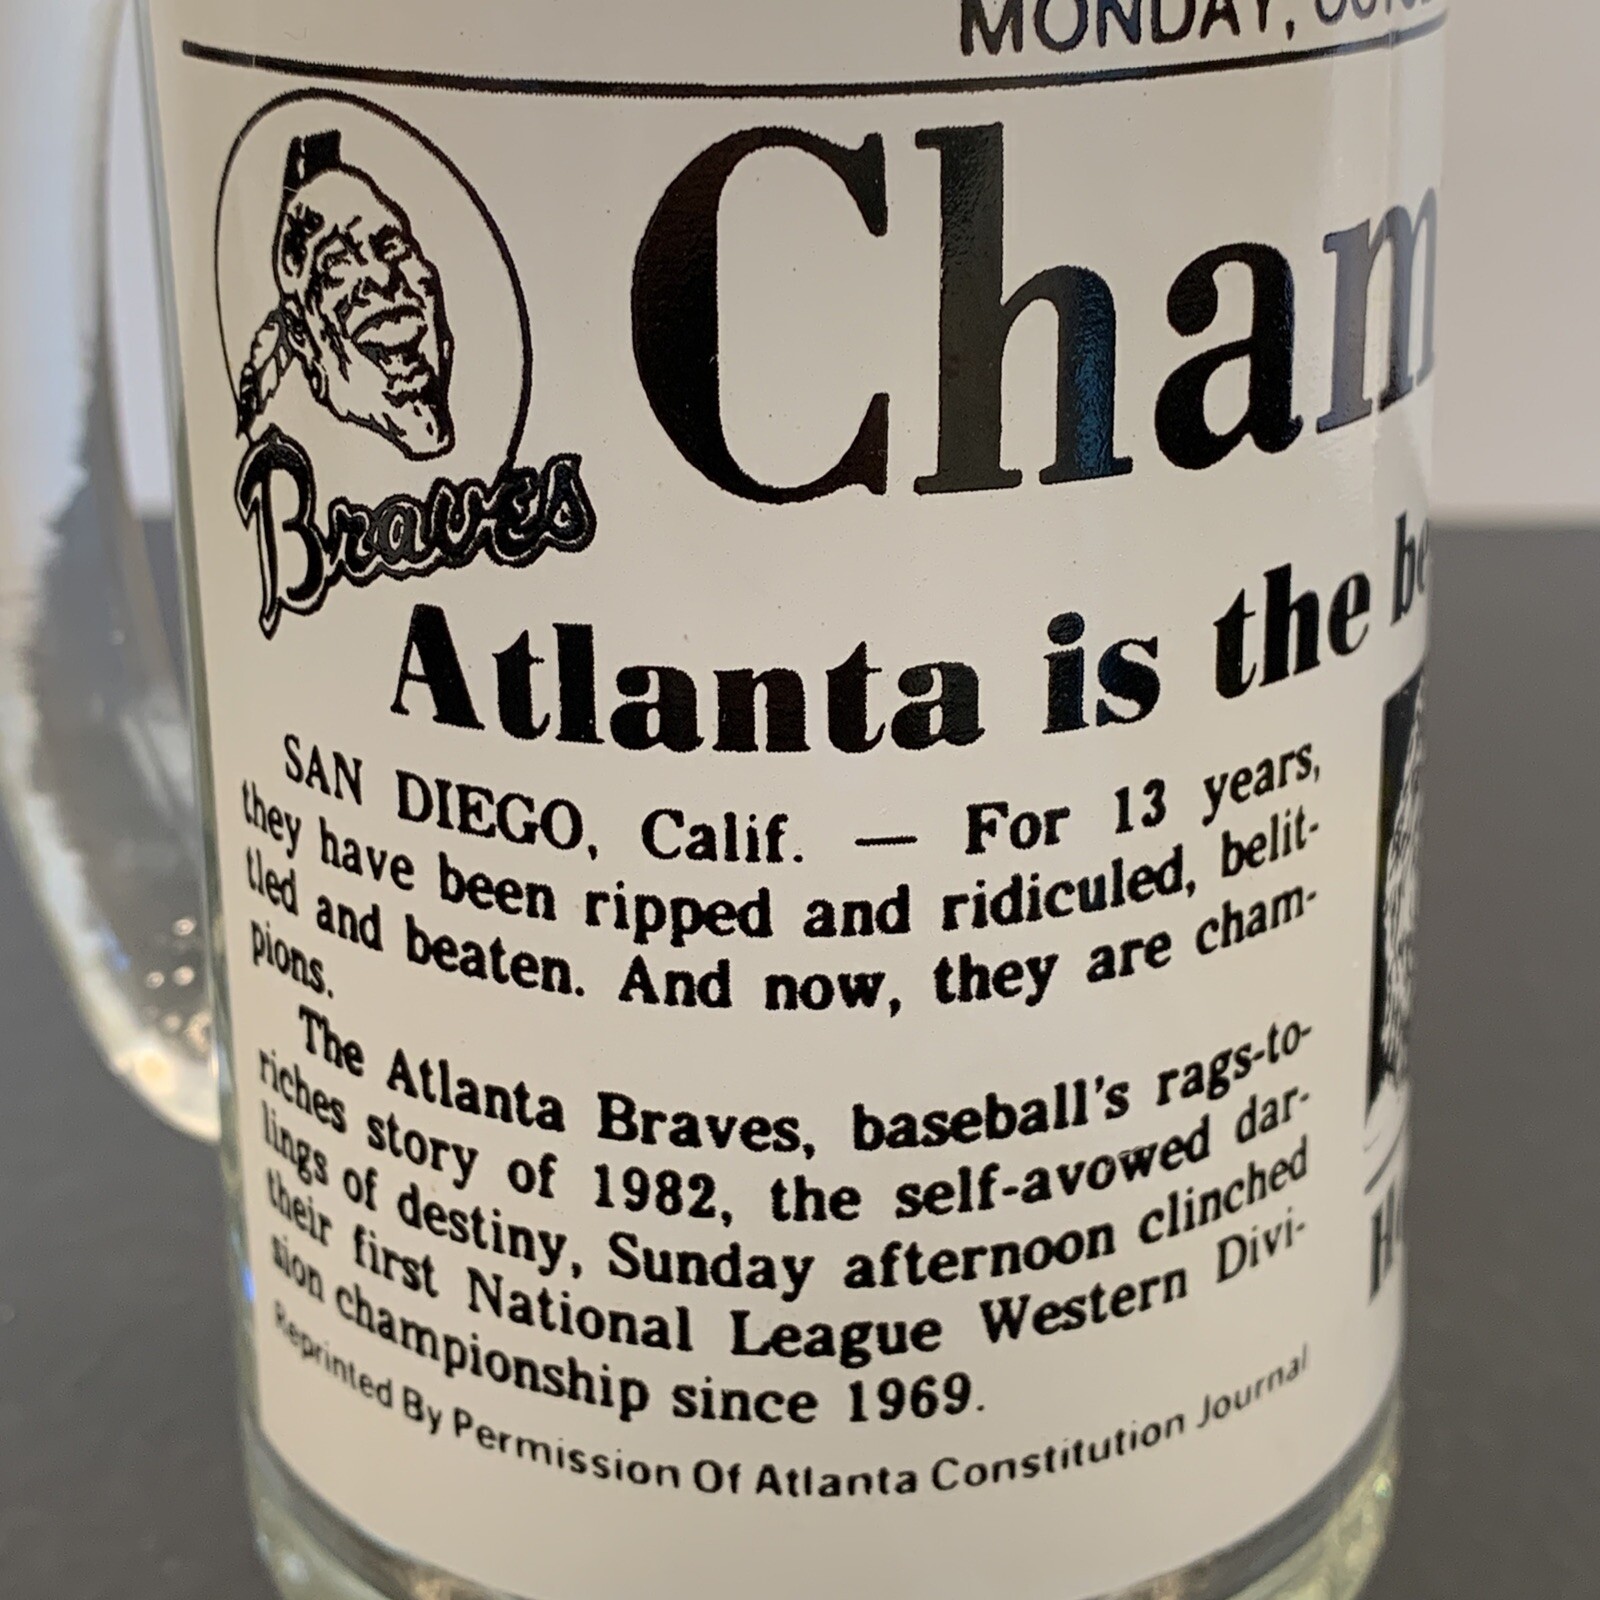 MONDAY,
Cham
Braves
Atlanta is the be
SAN DIEGO, Calif. — For 13 years,
they have been ripped and ridiculed, belit-
tled and beaten. And now, they are cham-
pions.
The Atlanta Braves, baseball's rags-to-
riches story of 1982, the self-avowed dar-
lings of destiny, Sunday afternoon clinched
their first National League Western Divi-
sion championship since 1969.
Reprinted By Permission Of Atlanta Constitution Journal